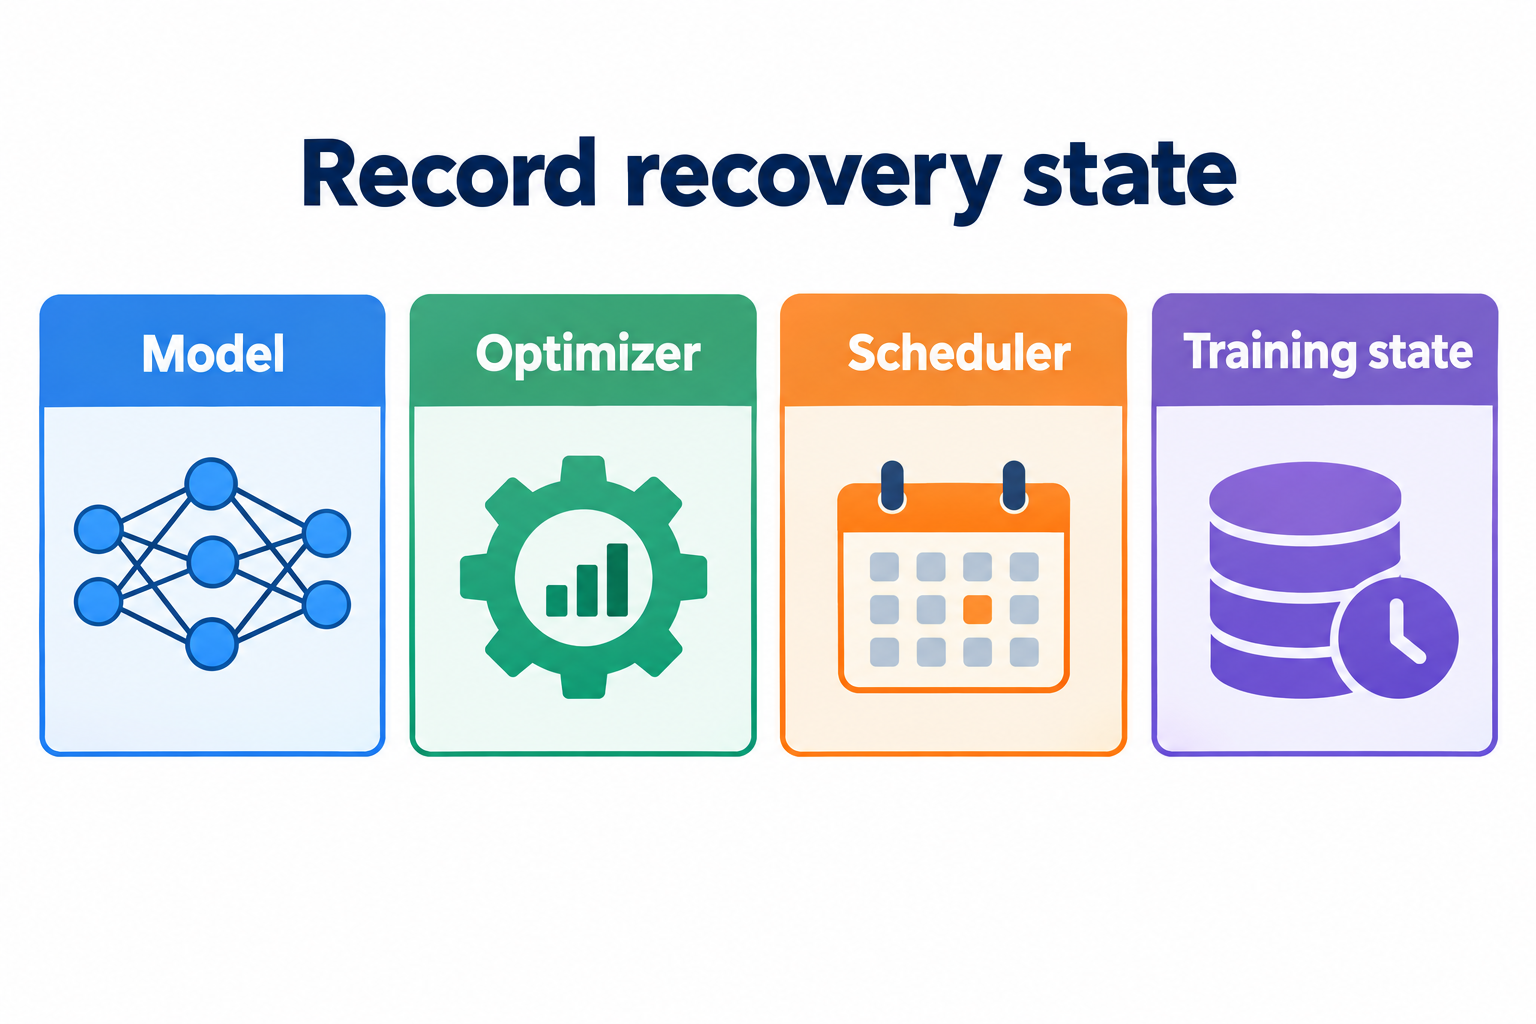 Record recovery state
Model
Optimizer
Scheduler
Training state